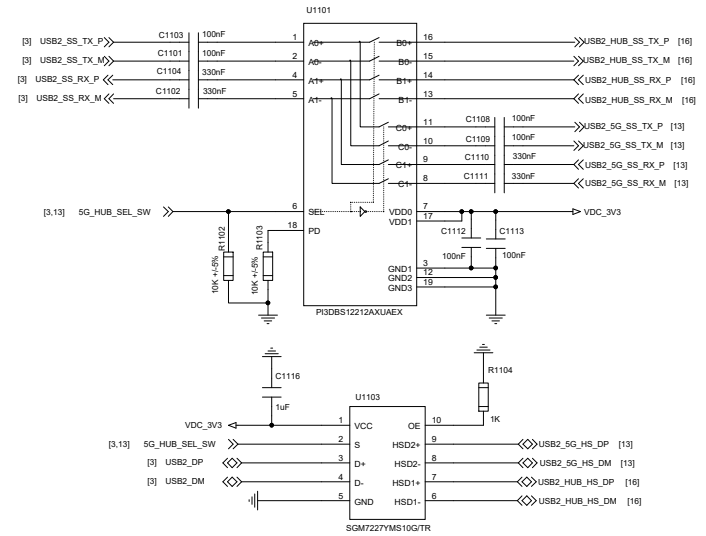 U1101
[3] USB2_SS_TX_P C1103 100nF 1 A0+ B0+ 16 USB2_HUB_SS_TX_P [16]
[3] USB2_SS_TX_M C1101 100nF 2 A0- B0- 15 USB2_HUB_SS_TX_M [16]
[3] USB2_SS_RX_P C1104 330nF 4 A1+ B1+ 14 USB2_HUB_SS_RX_P [16]
[3] USB2_SS_RX_M C1102 330nF 5 A1- B1- 13 USB2_HUB_SS_RX_M [16]
C0+ 11 C1108 100nF USB2_5G_SS_TX_P [13]
C0- 10 C1109 100nF USB2_5G_SS_TX_M [13]
C1+ 9 C1110 330nF USB2_5G_SS_RX_P [13]
C1- 8 C1111 330nF USB2_5G_SS_RX_M [13]
[3,13] 5G_HUB_SEL_SW 6 SEL VDD0 7 VDC_3V3
18 PD VDD1 17
R1102 10K +/-5%
R1103 10K +/-5%
C1112 100nF
C1113 100nF
GND1 3
GND2 12
GND3 19
PI3DBS12212AXUAEX
C1116
1uF
R1104
1K
U1103
VDC_3V3 1 VCC OE 10
[3,13] 5G_HUB_SEL_SW 2 S HSD2+ 9 USB2_5G_HS_DP [13]
[3] USB2_DP 3 D+ HSD2- 8 USB2_5G_HS_DM [13]
[3] USB2_DM 4 D- HSD1+ 7 USB2_HUB_HS_DP [16]
5 GND HSD1- 6 USB2_HUB_HS_DM [16]
SGM7227YMS10G/TR